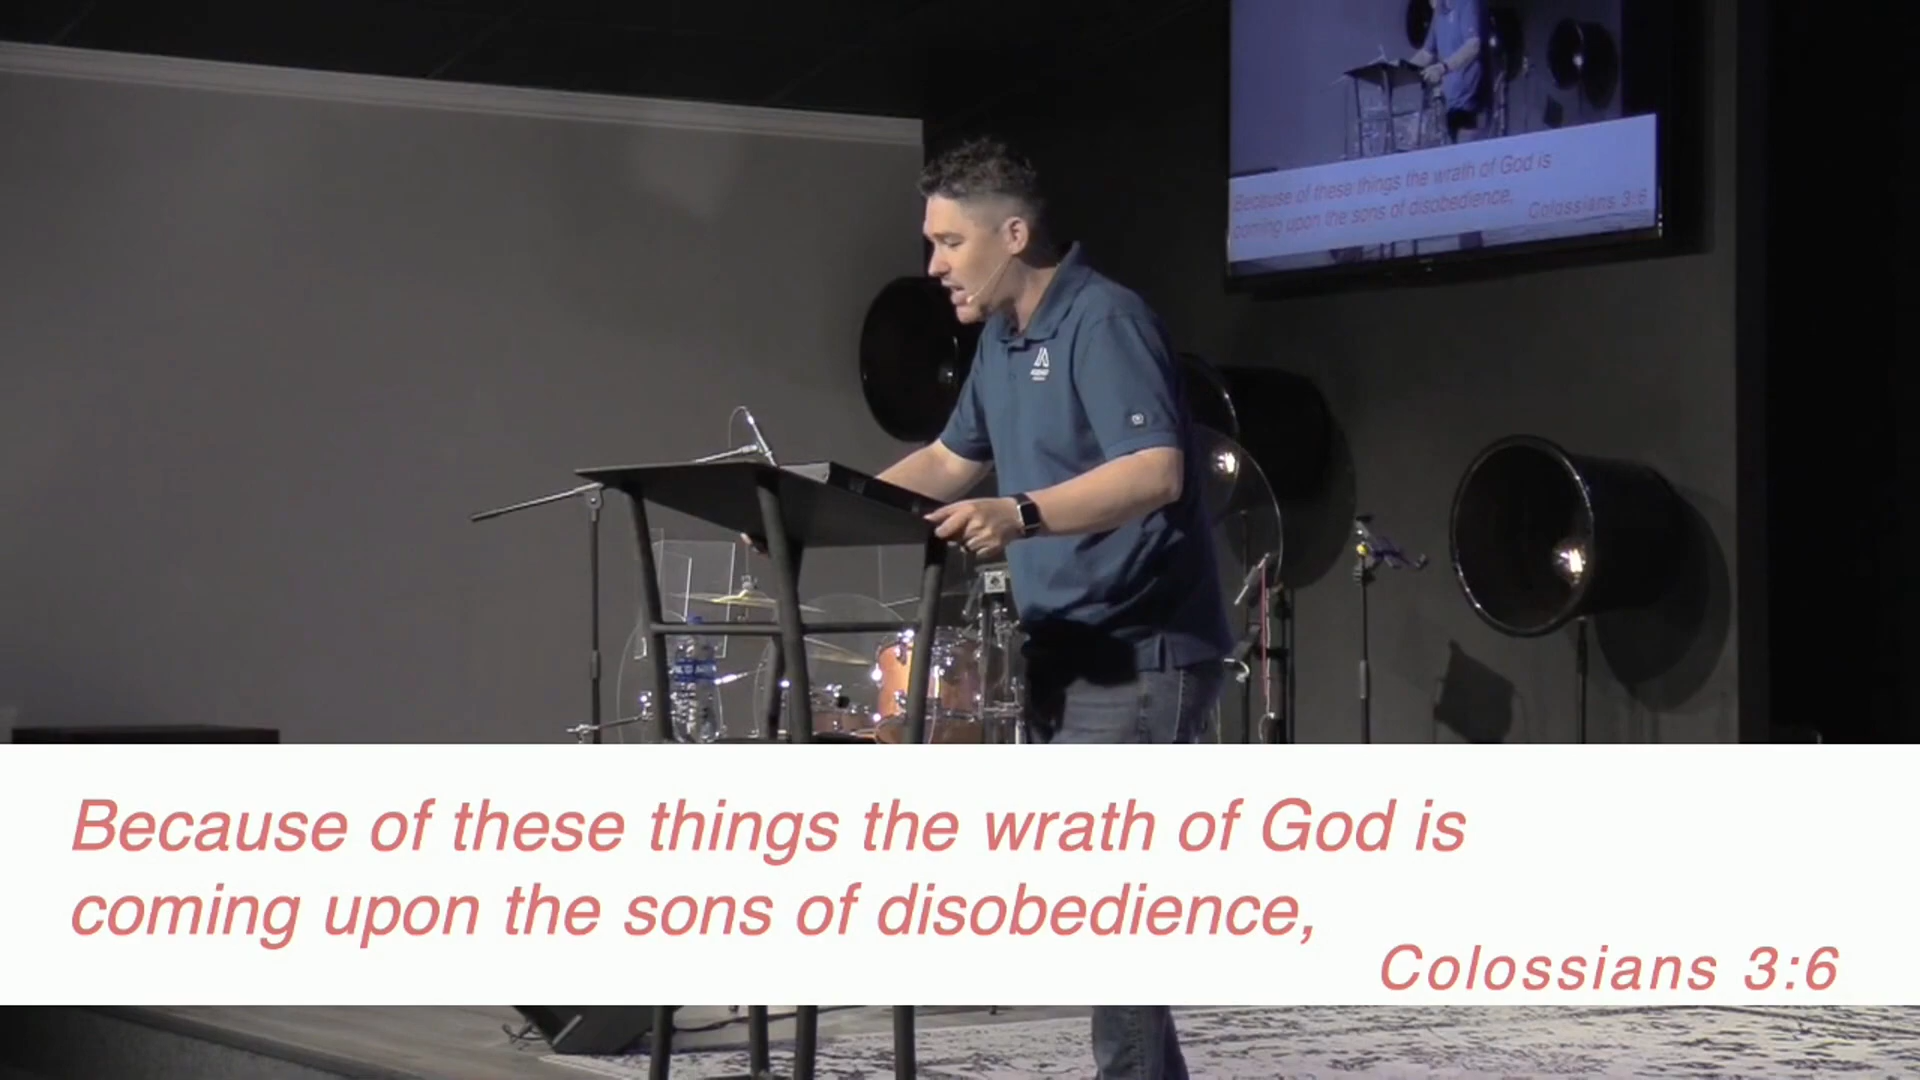 Because of these things the wrath of God is
coming upon the sons of disobedience, Colossians 3:6
Because of these things the wrath of God is
coming upon the sons of disobedience,
Colossians 3:6